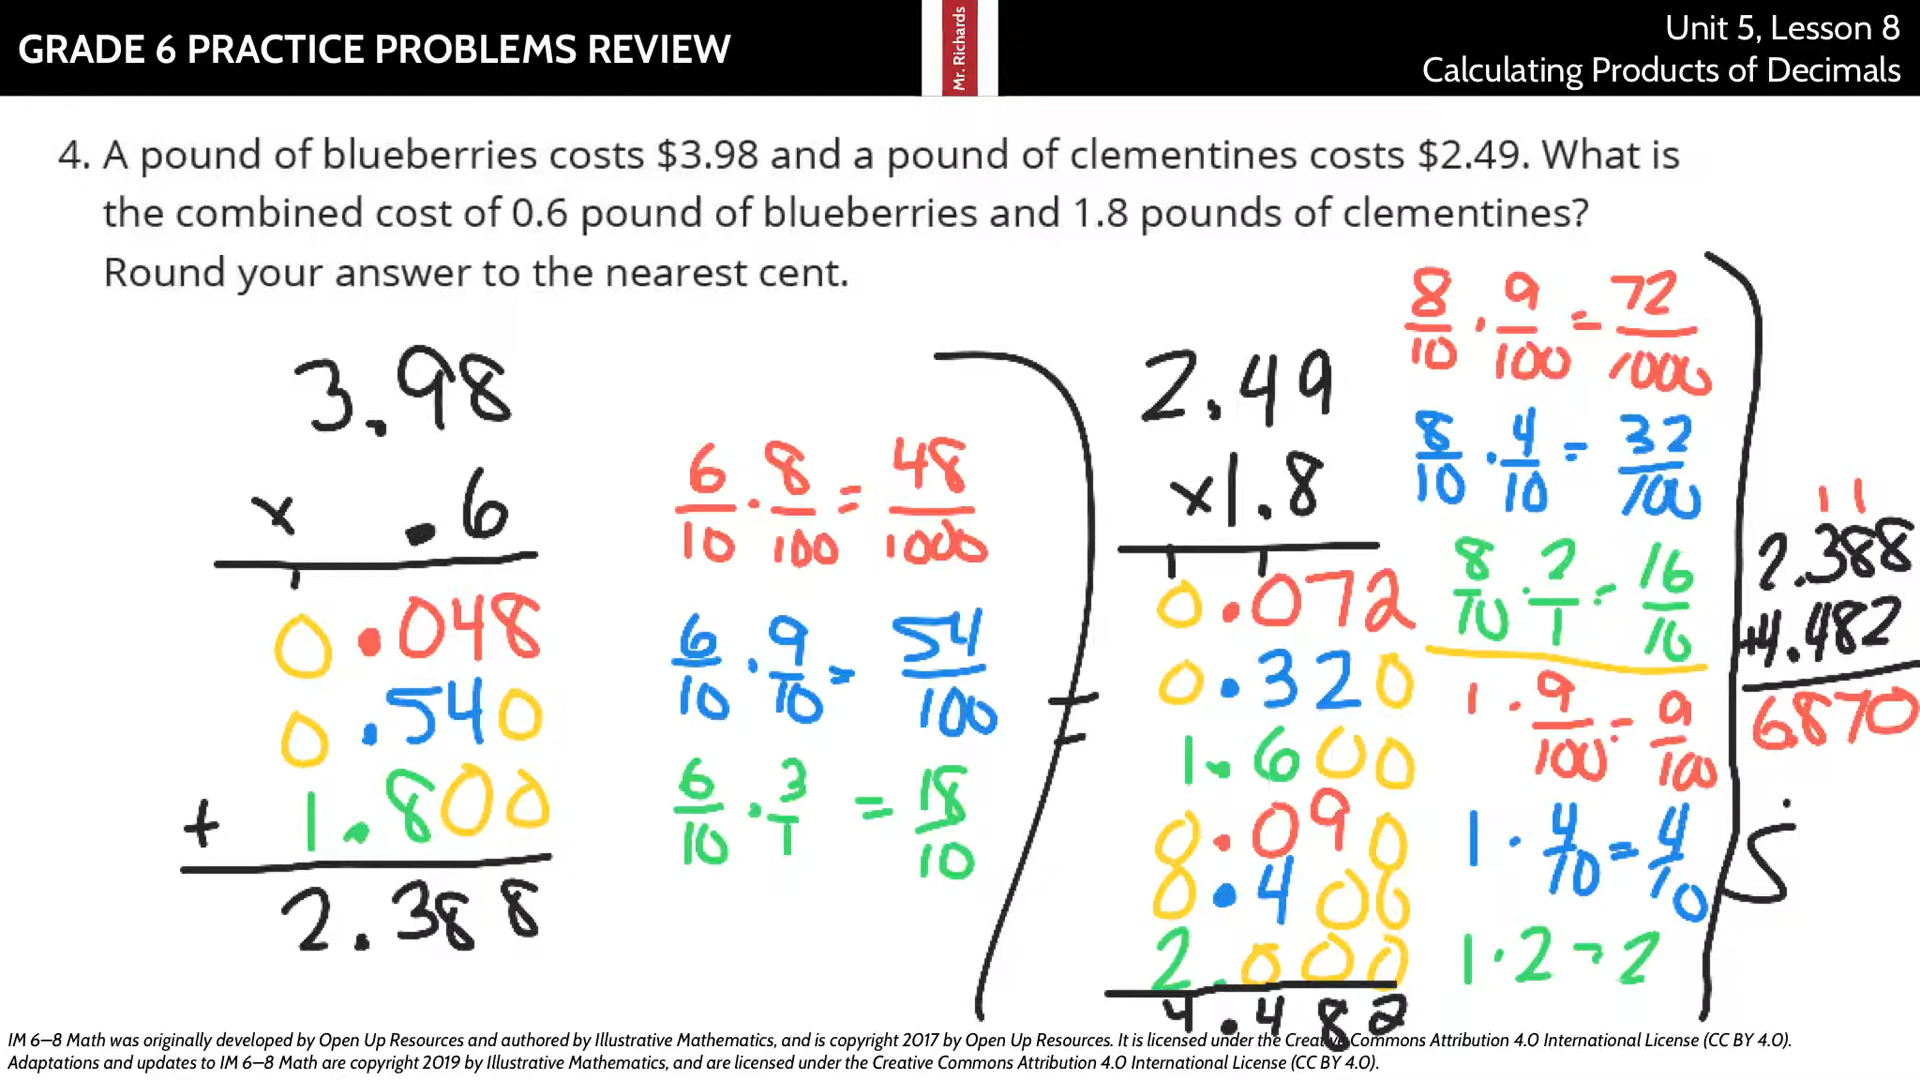 GRADE 6 PRACTICE PROBLEMS REVIEW
Mr. Richards
Unit 5, Lesson 8
Calculating Products of Decimals
4. A pound of blueberries costs $3.98 and a pound of clementines costs $2.49. What is
the combined cost of 0.6 pound of blueberries and 1.8 pounds of clementines?
Round your answer to the nearest cent.
3.98
x .6
1
0.048
0.540
+ 1.800
2.388
6/10 · 8/100 = 48/1000
6/10 · 9/10 = 54/100
6/10 · 3/1 = 18/10
=
2.49
x1.8
1 1
0.072
0.320
1.600
0.090
0.400
2.000
4.482
8/10 · 9/100 = 72/1000
8/10 · 4/10 = 32/100
8/10 · 2/1 = 16/10
1 · 9/100 = 9/100
1 · 4/10 = 4/10
1 · 2 = 2
1 1
2.388
+4.482
6.870
IM 6–8 Math was originally developed by Open Up Resources and authored by Illustrative Mathematics, and is copyright 2017 by Open Up Resources. It is licensed under the Creative Commons Attribution 4.0 International License (CC BY 4.0).
Adaptations and updates to IM 6–8 Math are copyright 2019 by Illustrative Mathematics, and are licensed under the Creative Commons Attribution 4.0 International License (CC BY 4.0).